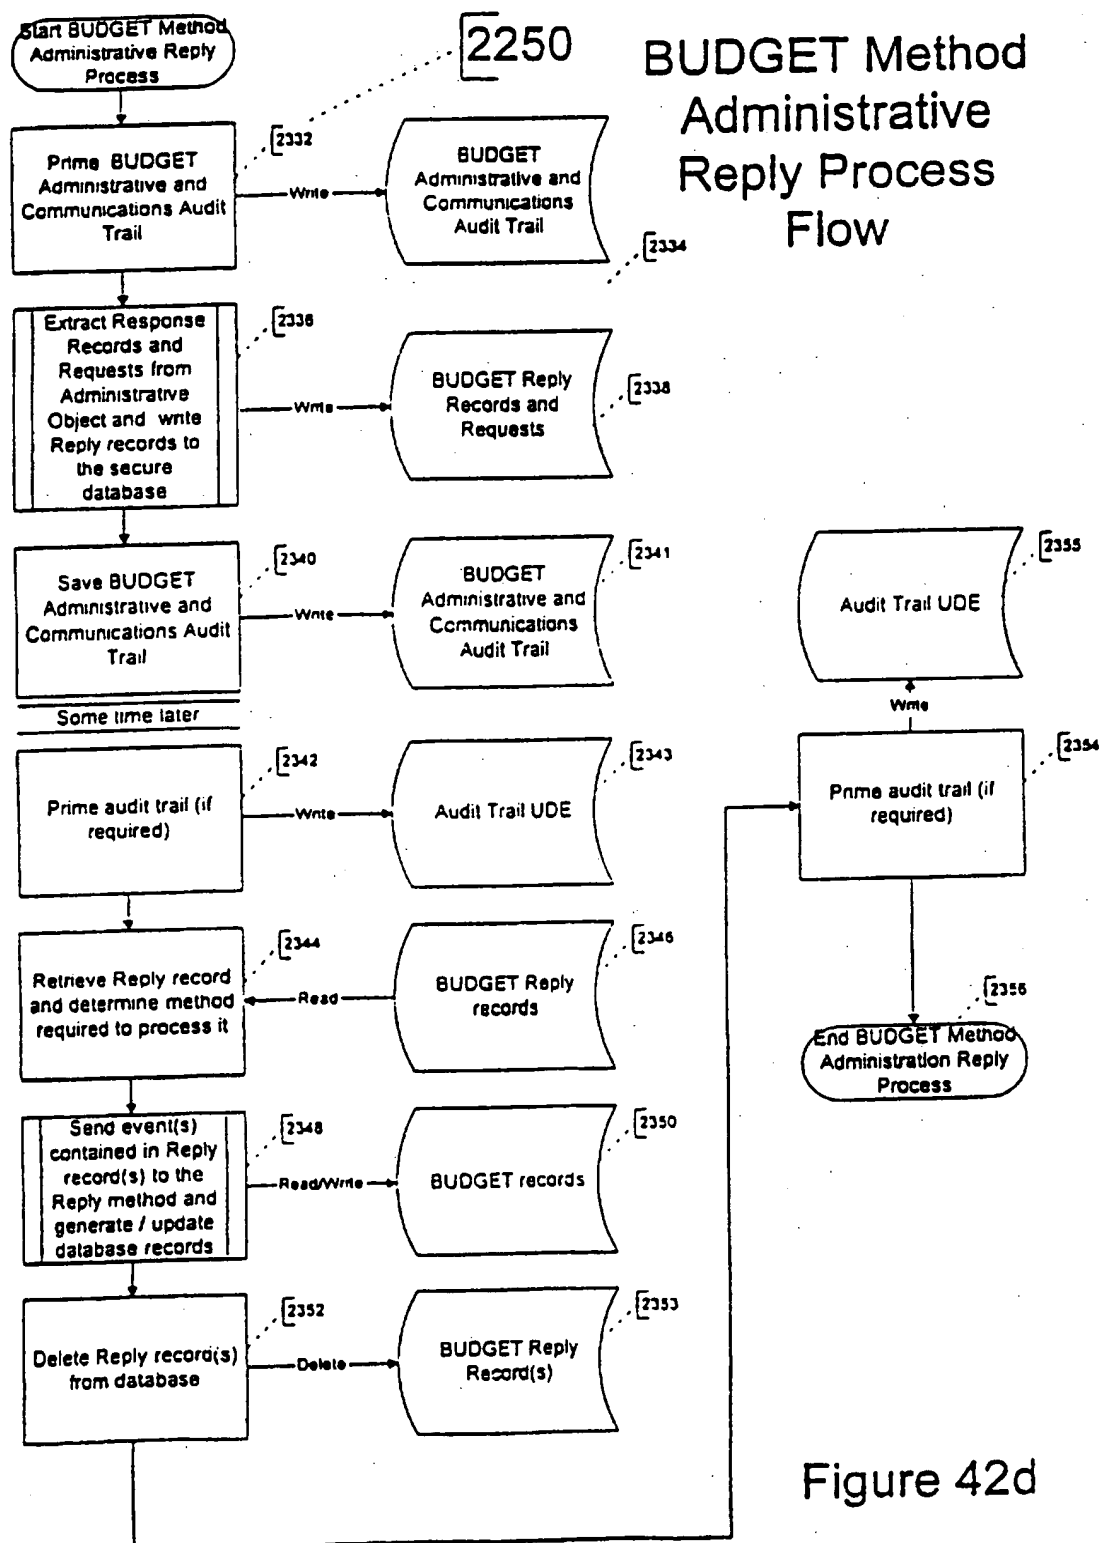 Start BUDGET Method
Administrative Reply
Process
2250
BUDGET Method
Administrative
Reply Process
Flow
Prime BUDGET
Administrative and
Communications Audit
Trail
2332
Write
BUDGET
Administrative and
Communications
Audit Trail
2334
Extract Response
Records and
Requests from
Administrative
Object and write
Reply records to
the secure
database
2336
Write
BUDGET Reply
Records and
Requests
2338
Save BUDGET
Administrative and
Communications Audit
Trail
2340
Write
BUDGET
Administrative and
Communications
Audit Trail
2341
Some time later
Prime audit trail (if
required)
2342
Write
Audit Trail UDE
2343
Retrieve Reply record
and determine method
required to process it
2344
Read
BUDGET Reply
records
2346
Send event(s)
contained in Reply
record(s) to the
Reply method and
generate / update
database records
2348
Read/Write
BUDGET records
2350
Delete Reply record(s)
from database
2352
Delete
BUDGET Reply
Record(s)
2353
Audit Trail UDE
2355
Write
Prime audit trail (if
required)
2354
End BUDGET Method
Administration Reply
Process
2356
Figure 42d